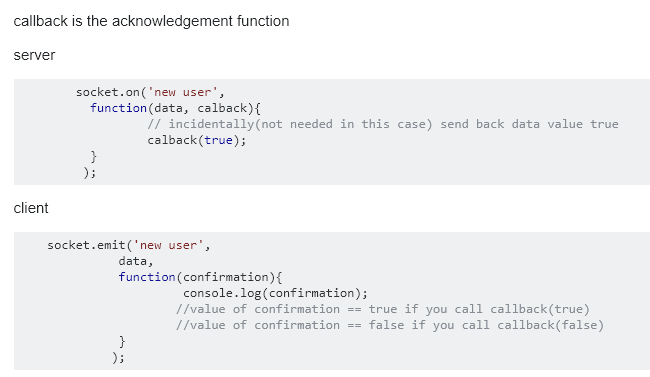 callback is the acknowledgement function
server
socket.on('new user',
function(data, calback){
// incidentally(not needed in this case) send back data value true
calback(true);
}
);
client
socket.emit('new user',
data,
function(confirmation){
console.log(confirmation);
//value of confirmation == true if you call callback(true)
//value of confirmation == false if you call callback(false)
}
);